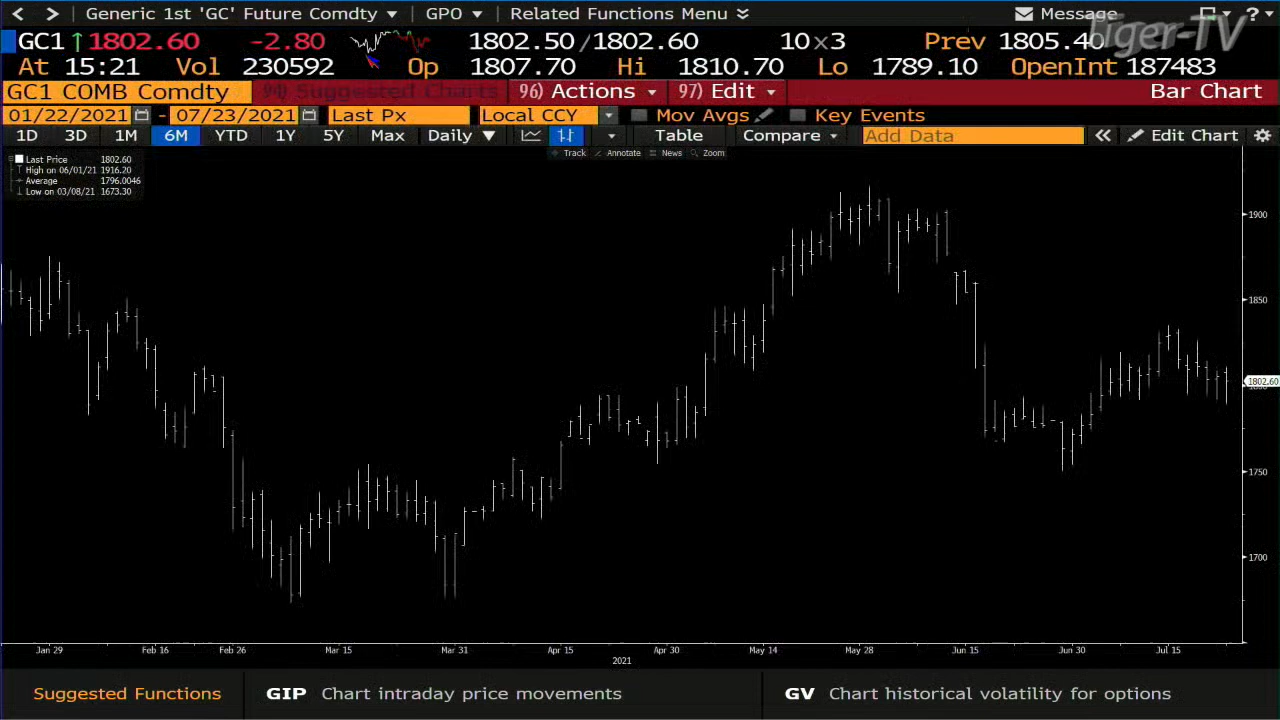 Generic 1st 'GC' Future Comdty GPO Related Functions Menu Message ?
GC1 1802.60 -2.80 1802.50/1802.60 10x3 Prev 1805.40
At 15:21 Vol 230592 Op 1807.70 Hi 1810.70 Lo 1789.10 OpenInt 187483
GC1 COMB Comdty 94) Suggested Charts 96) Actions 97) Edit Bar Chart
01/22/2021 - 07/23/2021 Last Px Local CCY Mov Avgs Key Events
1D 3D 1M 6M YTD 1Y 5Y Max Daily Table Compare Add Data Edit Chart
Track Annotate News Zoom
Last Price 1802.60
High on 06/01/21 1916.20
Average 1796.0046
Low on 03/08/21 1673.30
1900
1850
1802.60
1750
1700
Jan 29 Feb 16 Feb 26 Mar 15 Mar 31 Apr 15 Apr 30 May 14 May 28 Jun 15 Jun 30 Jul 15
2021
Suggested Functions GIP Chart intraday price movements GV Chart historical volatility for options